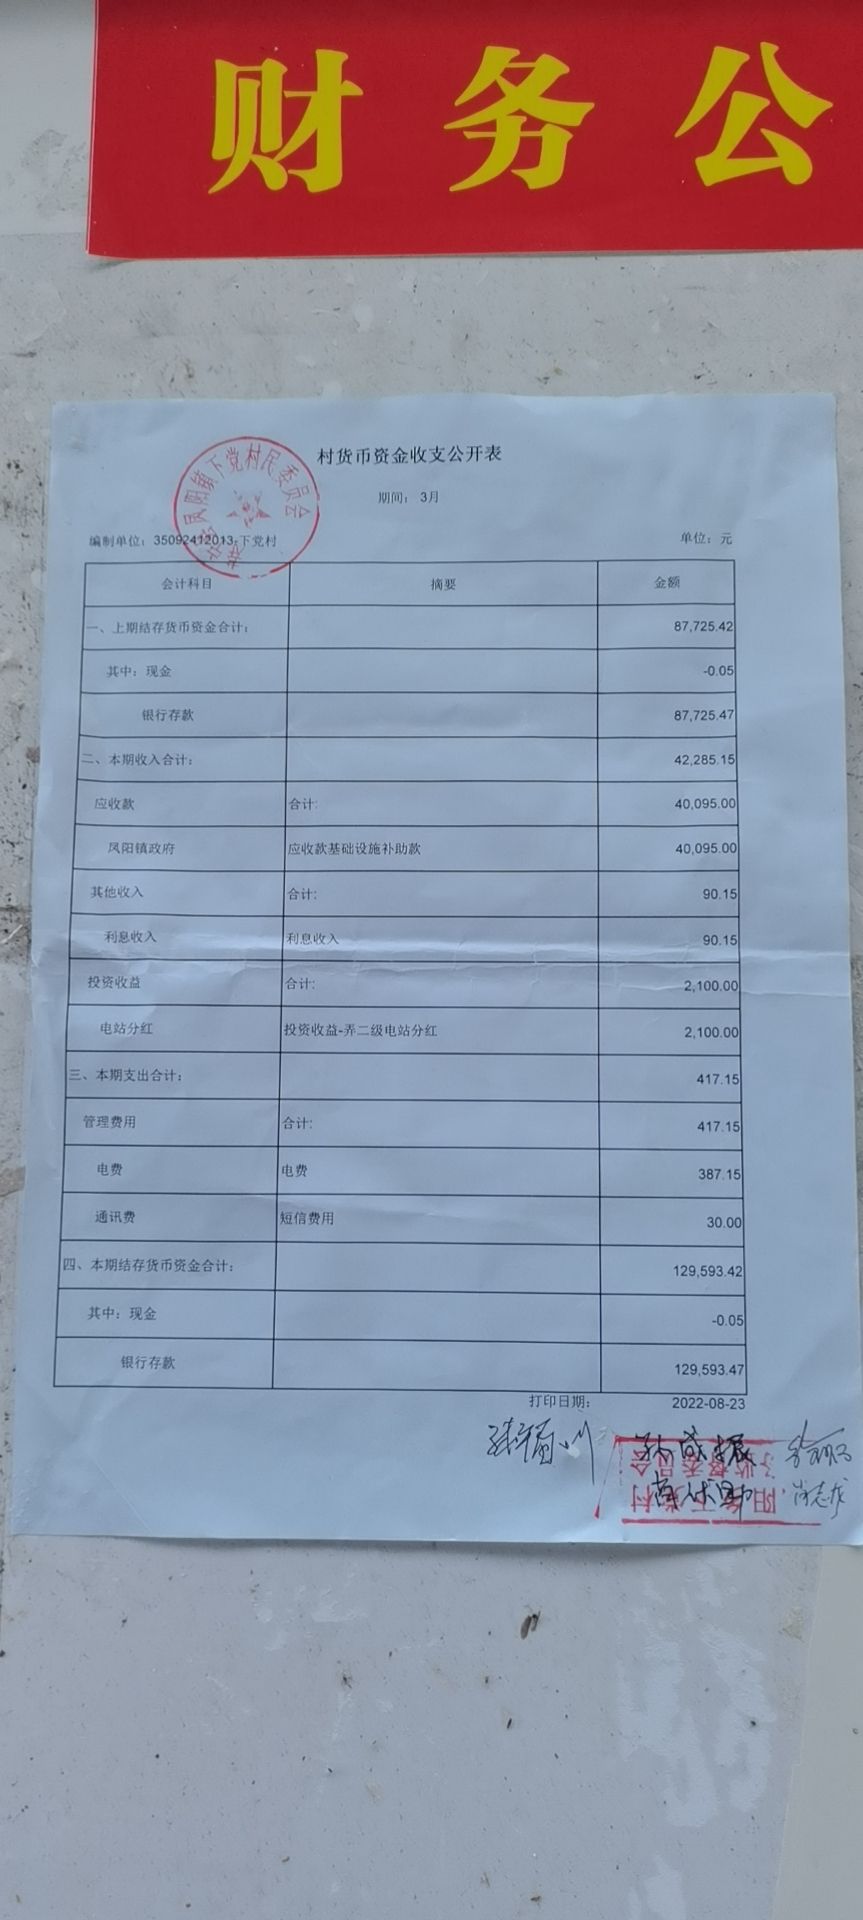 财务公
村货币资金收支公开表
期间： 3月
编制单位：35092412013-下党村 单位：元
凤阳镇下党村民委员会
会计科目 摘要 金额
一、上期结存货币资金合计： 87,725.42
其中：现金 -0.05
银行存款 87,725.47
二、本期收入合计： 42,285.15
应收款 合计: 40,095.00
凤阳镇政府 应收款基础设施补助款 40,095.00
其他收入 合计: 90.15
利息收入 利息收入 90.15
投资收益 合计: 2,100.00
电站分红 投资收益-弄二级电站分红 2,100.00
三、本期支出合计： 417.15
管理费用 合计: 417.15
电费 电费 387.15
通讯费 短信费用 30.00
四、本期结存货币资金合计： 129,593.42
其中：现金 -0.05
银行存款 129,593.47
打印日期： 2022-08-23